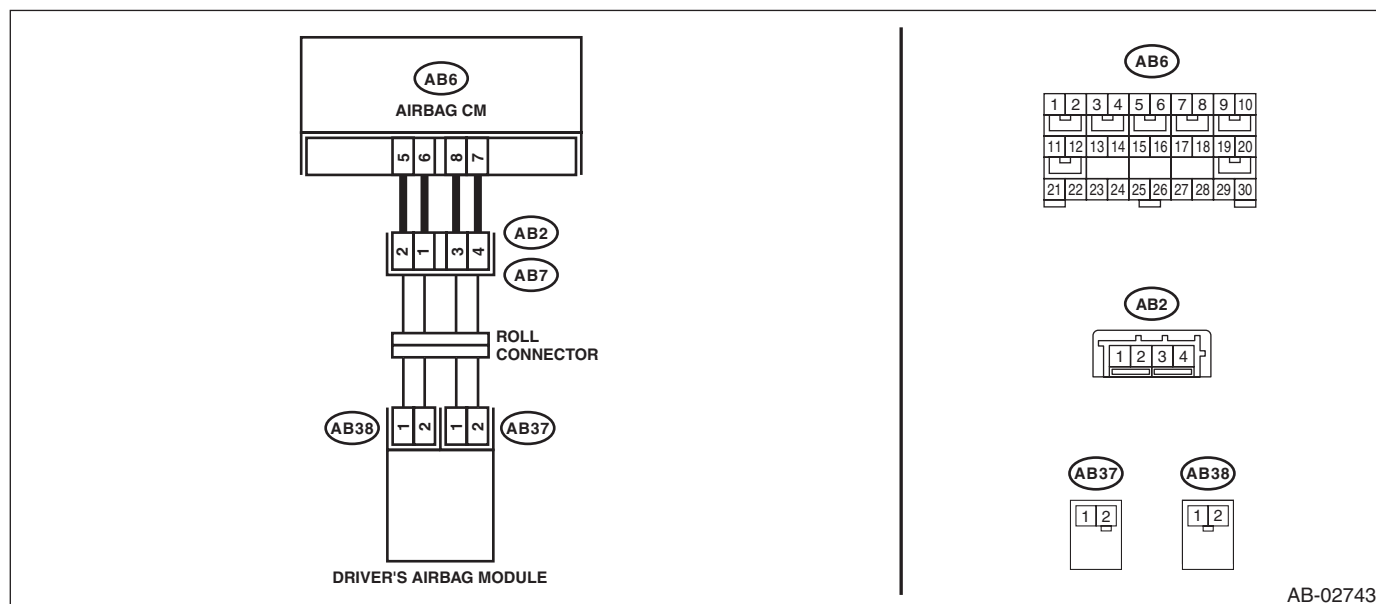 AB6
AIRBAG CM
5 6 8 7
2 1 3 4
AB2
AB7
ROLL
CONNECTOR
AB38
1 2 1 2
AB37
DRIVER'S AIRBAG MODULE
AB6
1 2 3 4 5 6 7 8 9 10
11 12 13 14 15 16 17 18 19 20
21 22 23 24 25 26 27 28 29 30
AB2
1 2 3 4
AB37 AB38
1 2 1 2
AB-02743